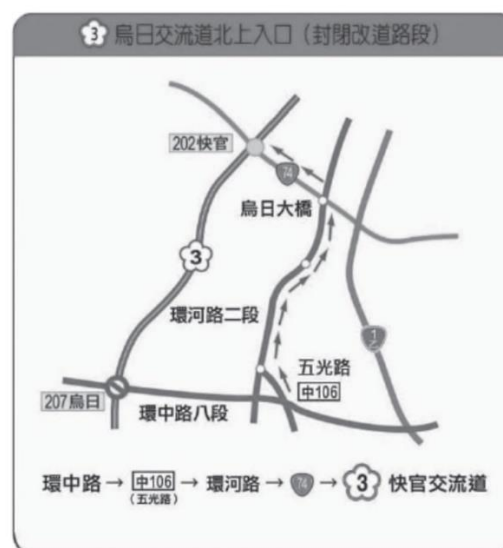 3 烏日交流道北上入口（封閉改道路段）
202快官
74
烏日大橋
3
環河路二段
1
五光路
中106
207烏日
環中路八段
環中路→中106→環河路→74→3快官交流道
（五光路）